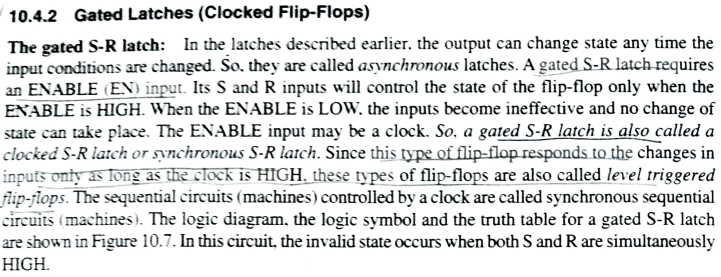 10.4.2 Gated Latches (Clocked Flip-Flops)
The gated S-R latch: In the latches described earlier, the output can change state any time the
input conditions are changed. So, they are called asynchronous latches. A gated S-R latch requires
an ENABLE (EN) input. Its S and R inputs will control the state of the flip-flop only when the
ENABLE is HIGH. When the ENABLE is LOW, the inputs become ineffective and no change of
state can take place. The ENABLE input may be a clock. So, a gated S-R latch is also called a
clocked S-R latch or synchronous S-R latch. Since this type of flip-flop responds to the changes in
inputs only as long as the clock is HIGH, these types of flip-flops are also called level triggered
flip-flops. The sequential circuits (machines) controlled by a clock are called synchronous sequential
circuits (machines). The logic diagram, the logic symbol and the truth table for a gated S-R latch
are shown in Figure 10.7. In this circuit, the invalid state occurs when both S and R are simultaneously
HIGH.